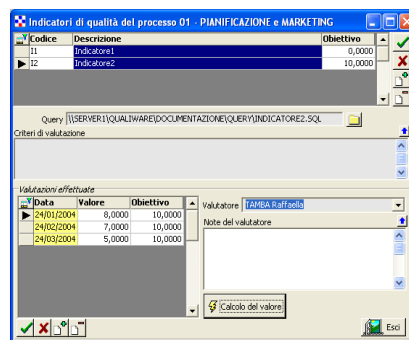 Indicatori di qualità del processo 01 - PIANIFICAZIONE e MARKETING
Codice Descrizione Obiettivo
I1 Indicatore1 0,0000
I2 Indicatore2 10,0000
Query \\SERVER1\QUALIWARE\DOCUMENTAZIONE\QUERY\INDICATORE2.SQL
Criteri di valutazione
Valutazioni effettuate
Data Valore Obiettivo
24/01/2004 8,0000 10,0000
24/02/2004 7,0000 10,0000
24/03/2004 5,0000 10,0000
Valutatore TAMBA Raffaella
Note del valutatore
Calcolo del valore
Esci